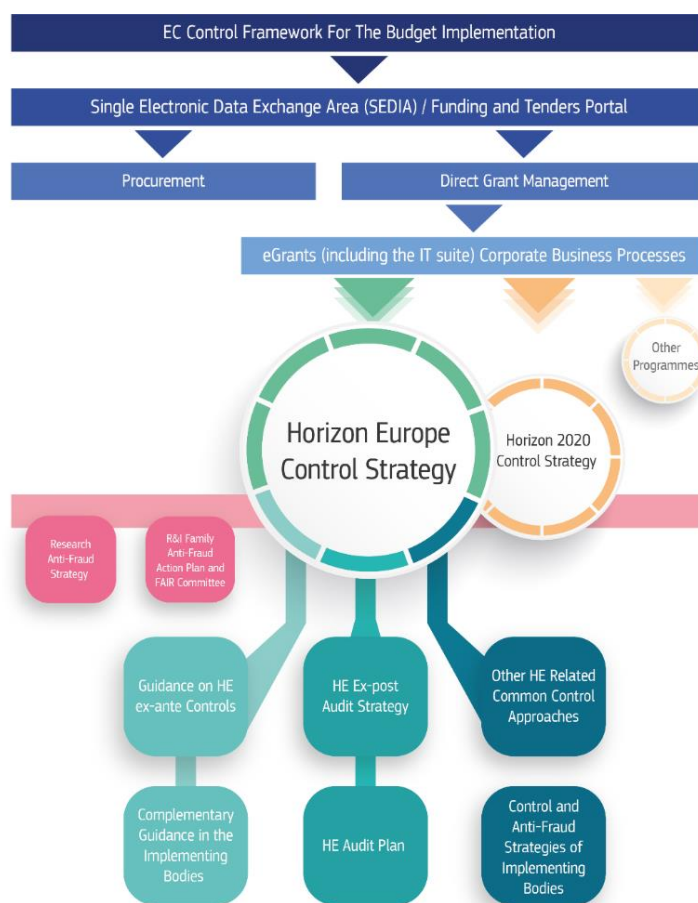 EC Control Framework For The Budget Implementation
Single Electronic Data Exchange Area (SEDIA) / Funding and Tenders Portal
Procurement
Direct Grant Management
eGrants (including the IT suite) Corporate Business Processes
Other
Programmes
Horizon Europe
Control Strategy
Horizon 2020
Control Strategy
Research
Anti-Fraud
Strategy
R&I Family
Anti-Fraud
Action Plan and
FAIR Committee
Guidance on HE
ex-ante Controls
HE Ex-post
Audit Strategy
Other HE Related
Common Control
Approaches
Complementary
Guidance in the
Implementing
Bodies
HE Audit Plan
Control and
Anti-Fraud
Strategies of
Implementing
Bodies